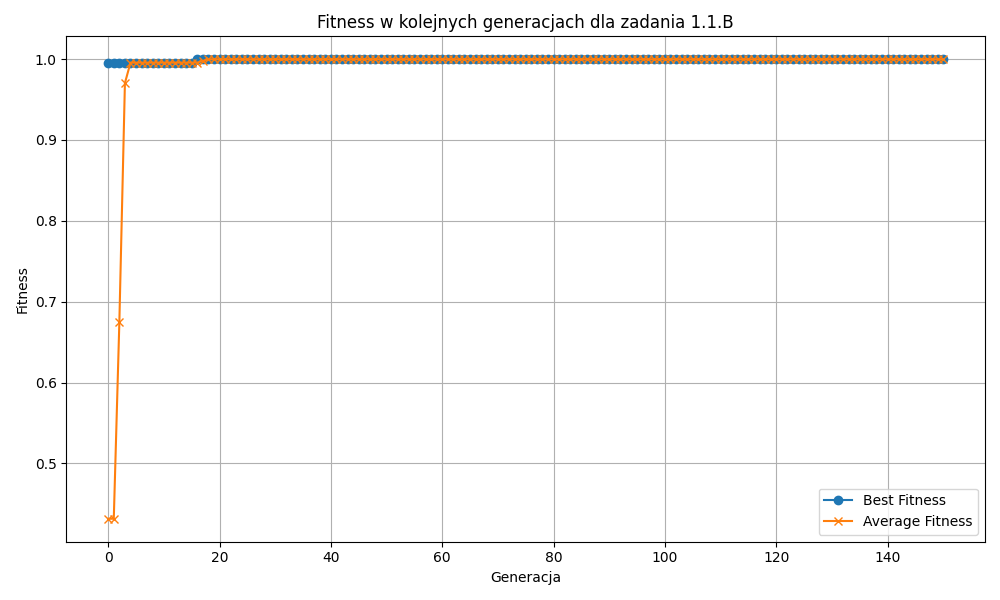 Fitness w kolejnych generacjach dla zadania 1.1.B
1.0
0.9
0.8
0.7
0.6
0.5
Fitness
0 20 40 60 80 100 120 140
Generacja
Best Fitness
Average Fitness